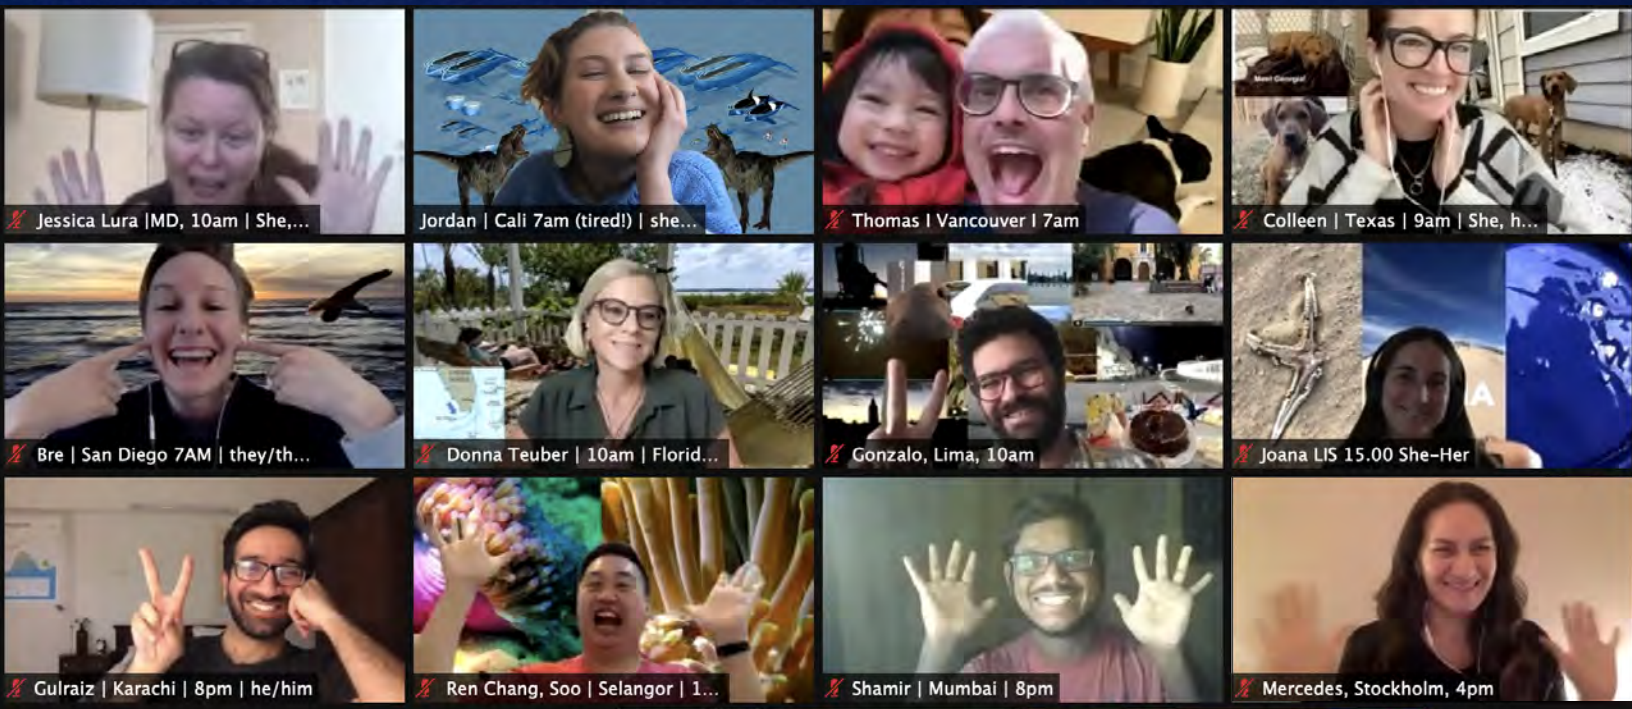 Jessica Lura |MD, 10am | She,...
Jordan | Cali 7am (tired!) | she...
Thomas I Vancouver I 7am
Meet Georgia!
Colleen | Texas | 9am | She, h...
Bre | San Diego 7AM | they/th...
Donna Teuber | 10am | Florid...
Gonzalo, Lima, 10am
A
Joana LIS 15.00 She-Her
Gulraiz | Karachi | 8pm | he/him
Ren Chang, Soo | Selangor | 1...
Shamir | Mumbai | 8pm
Mercedes, Stockholm, 4pm